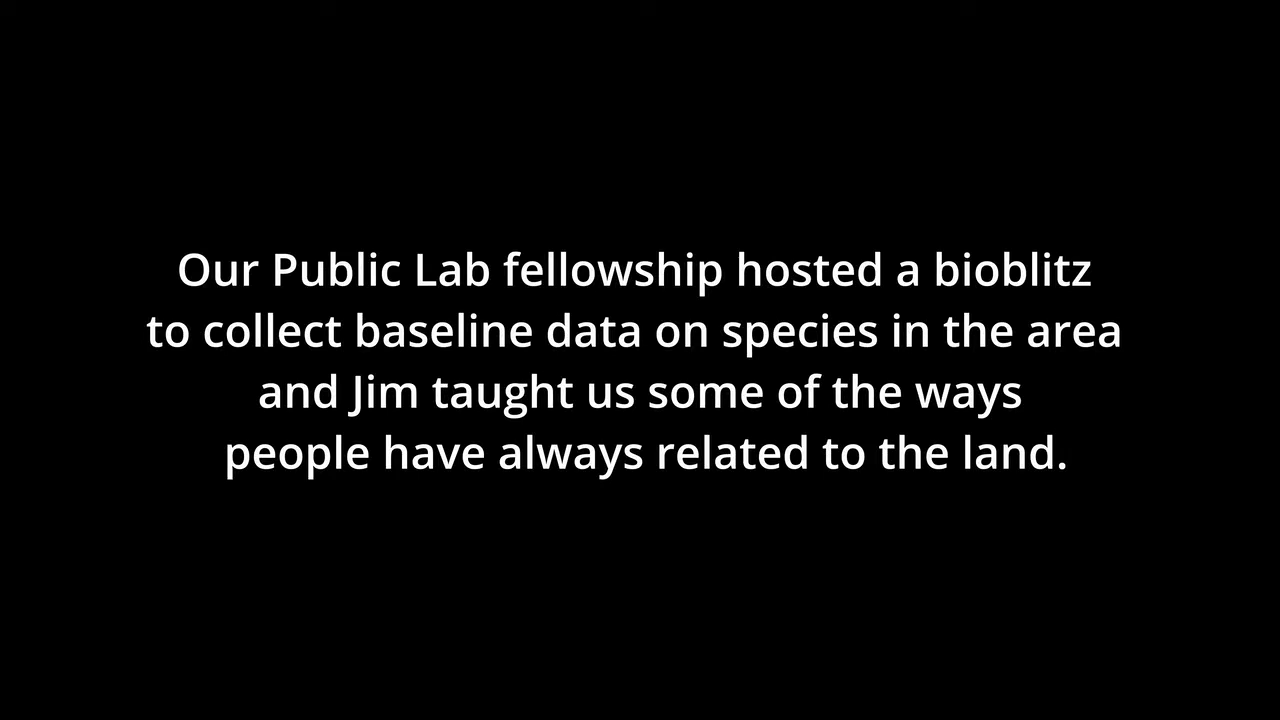 Our Public Lab fellowship hosted a bioblitz
to collect baseline data on species in the area
and Jim taught us some of the ways
people have always related to the land.